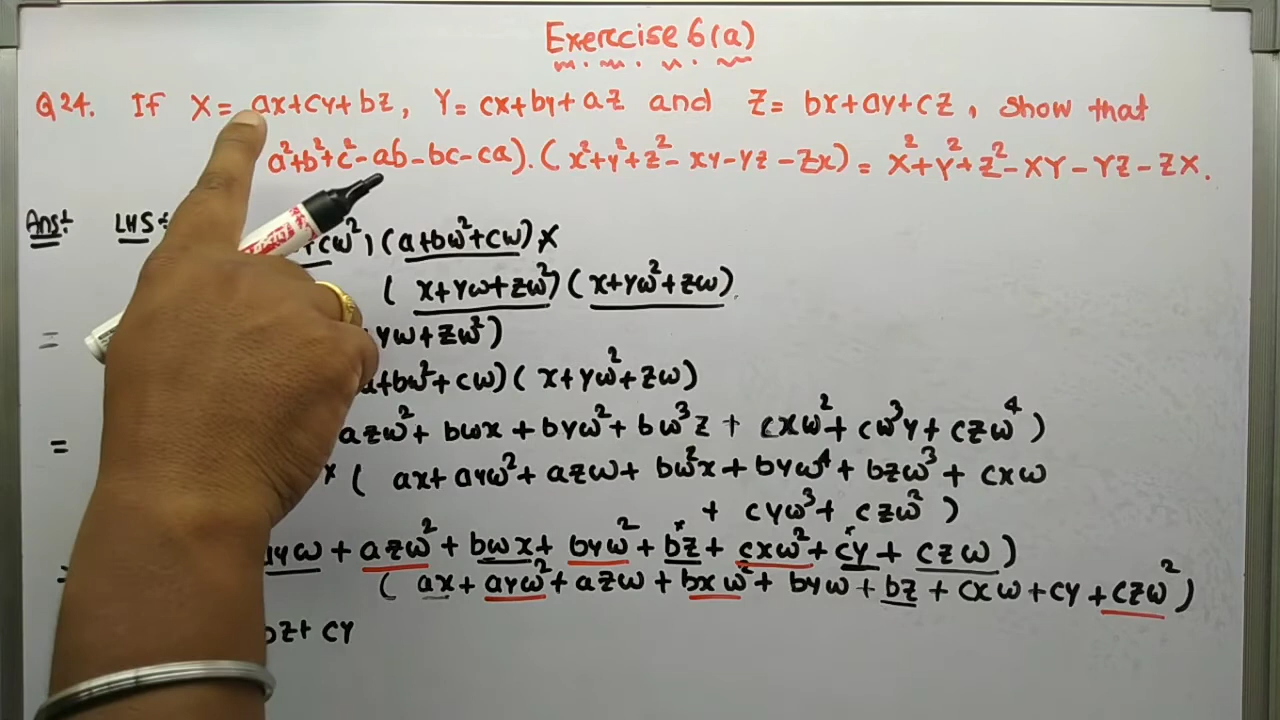 Exercise 6(a)
Q 24. If X = ax+cy+bz, Y = cx+by+az and Z = bx+ay+cz, show that
a²+b²+c²-ab-bc-ca).(x²+y²+z²-xy-yz-zx) = X²+Y²+Z²-XY-YZ-ZX.
Ans: LHS: +cω²)(a+bω²+cω)×
(x+yω+zω²)(x+yω²+zω).
= yω+zω²)
a+bω²+cω)(x+yω²+zω)
= azω²+bωx+byω²+bω³z+cxω²+cω³y+czω⁴)
×(ax+ayω²+azω+bω²x+byω⁴+bzω³+cxω
+cyω³+czω²)
= ayω+azω²+bωx+byω²+bz+cxω²+cy+czω)
(ax+ayω²+azω+bxω²+byω+bz+cxω+cy+czω²)
bz+cy